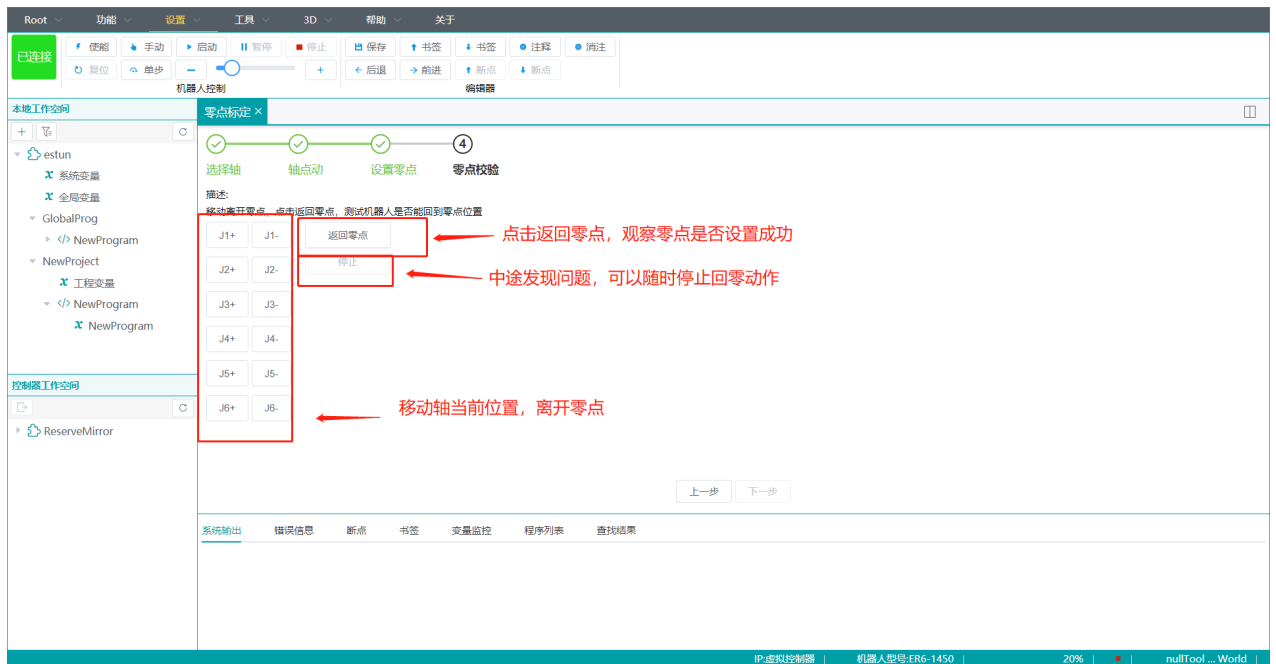 Root 功能 设置 工具 3D 帮助 关于
已连接 使能 手动 启动 暂停 停止 保存 书签 书签 注释 消注
复位 单步 后退 前进 断点 断点
机器人控制 编辑器
本地工作空间
零点标定
estun
系统变量
全局变量
GlobalProg
NewProgram
NewProject
工程变量
NewProgram
NewProgram
控制器工作空间
ReserveMirror
4
选择轴 轴点动 设置零点 零点校验
描述:
移动离开零点，点击返回零点，测试机器人是否能回到零点位置
J1+ J1- 返回零点 点击返回零点，观察零点是否设置成功
J2+ J2- 停止 中途发现问题，可以随时停止回零动作
J3+ J3-
J4+ J4-
J5+ J5-
J6+ J6- 移动轴当前位置，离开零点
上一步 下一步
系统输出 错误信息 断点 书签 变量监控 程序列表 查找结果
IP:虚拟控制器 机器人型号:ER6-1450 20% nullTool ... World